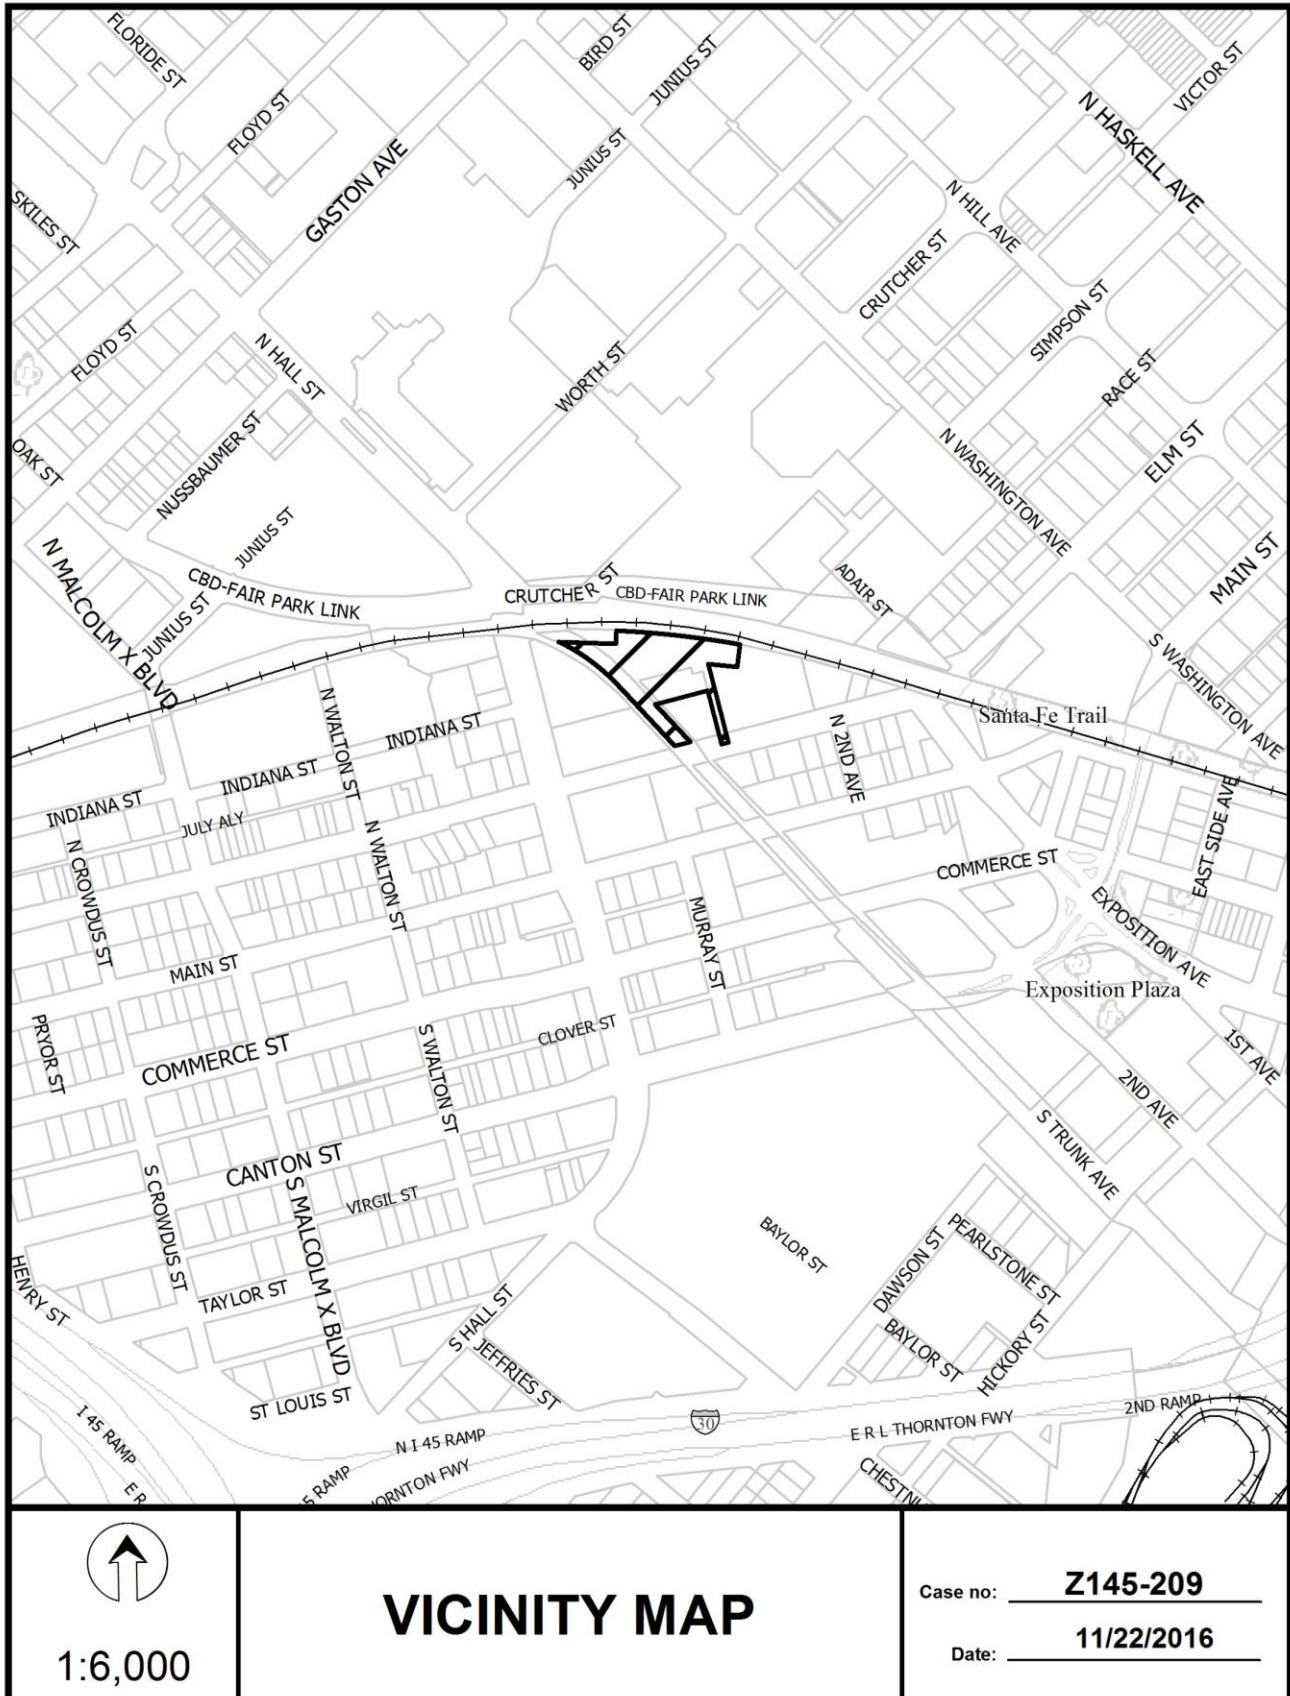 FLORIDE ST
BIRD ST
JUNIUS ST
VICTOR ST
FLOYD ST
N HASKELL AVE
GASTON AVE
JUNIUS ST
SKILES ST
N HILL AVE
CRUTCHER ST
SIMPSON ST
FLOYD ST
N HALL ST
WORTH ST
RACE ST
NUSSBAUMER ST
OAK ST
N WASHINGTON AVE
ELM ST
JUNIUS ST
N MALCOLM X BLVD
CBD-FAIR PARK LINK
CRUTCHER ST
CBD-FAIR PARK LINK
ADAIR ST
MAIN ST
JUNIUS ST
S WASHINGTON AVE
Santa Fe Trail
N WALTON ST
INDIANA ST
N 2ND AVE
INDIANA ST
INDIANA ST
JULY ALY
EAST SIDE AVE
N CROWDUS ST
N WALTON ST
COMMERCE ST
EXPOSITION AVE
MURRAY ST
MAIN ST
Exposition Plaza
PRYOR ST
COMMERCE ST
S WALTON ST
CLOVER ST
1ST AVE
2ND AVE
S TRUNK AVE
CANTON ST
S CROWDUS ST
S MALCOLM X BLVD
VIRGIL ST
BAYLOR ST
DAWSON ST
PEARLSTONE ST
HENRY ST
TAYLOR ST
S HALL ST
JEFFRIES ST
BAYLOR ST
HICKORY ST
ST LOUIS ST
I 45 RAMP
N I 45 RAMP
30
E R L THORNTON FWY
2ND RAMP
E R
5 RAMP
ORNTON FWY
CHESTNU
1:6,000
VICINITY MAP
Case no: Z145-209
Date: 11/22/2016